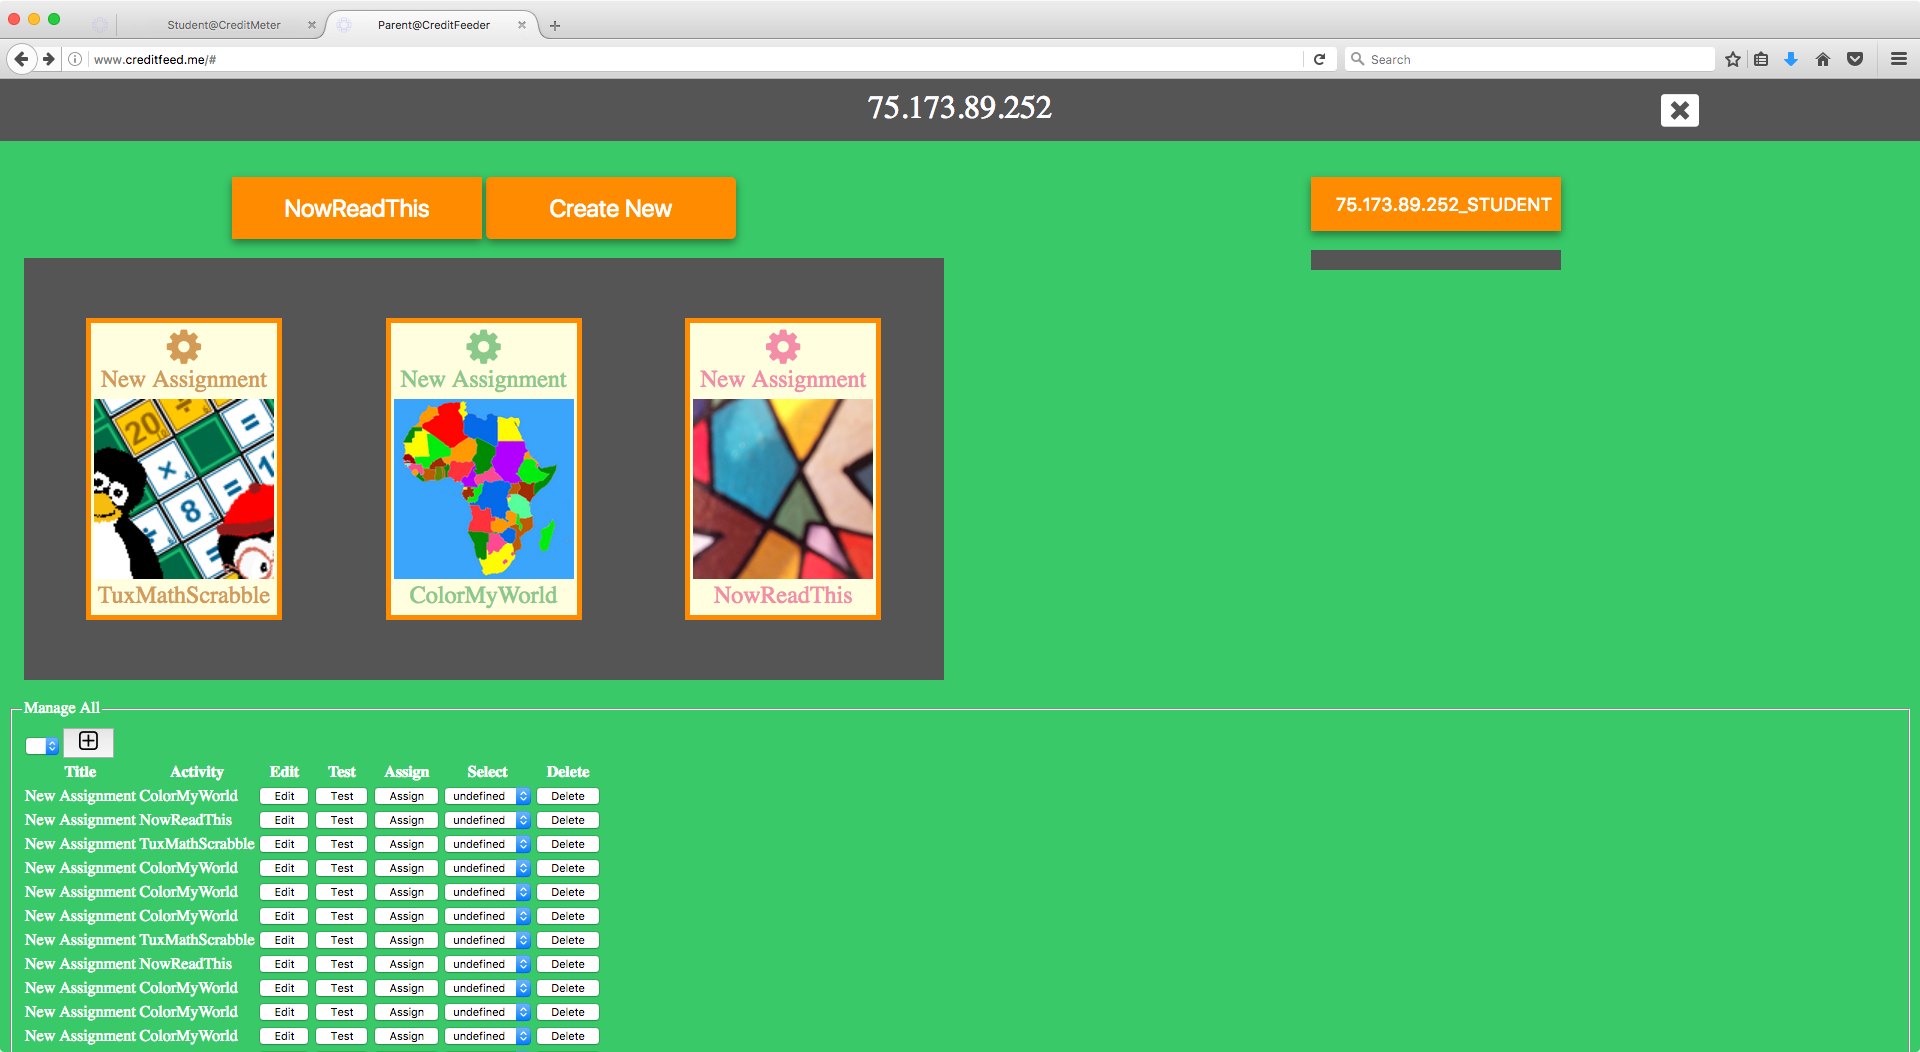 Student@CreditMeter
Parent@CreditFeeder
www.creditfeed.me/#
Search
75.173.89.252
NowReadThis
Create New
75.173.89.252_STUDENT
New Assignment
New Assignment
New Assignment
20 ÷
=
×
=
8
÷
=
TuxMathScrabble
ColorMyWorld
NowReadThis
Manage All
Title Activity Edit Test Assign Select Delete
New Assignment ColorMyWorld Edit Test Assign undefined Delete
New Assignment NowReadThis Edit Test Assign undefined Delete
New Assignment TuxMathScrabble Edit Test Assign undefined Delete
New Assignment ColorMyWorld Edit Test Assign undefined Delete
New Assignment ColorMyWorld Edit Test Assign undefined Delete
New Assignment ColorMyWorld Edit Test Assign undefined Delete
New Assignment TuxMathScrabble Edit Test Assign undefined Delete
New Assignment NowReadThis Edit Test Assign undefined Delete
New Assignment ColorMyWorld Edit Test Assign undefined Delete
New Assignment ColorMyWorld Edit Test Assign undefined Delete
New Assignment ColorMyWorld Edit Test Assign undefined Delete